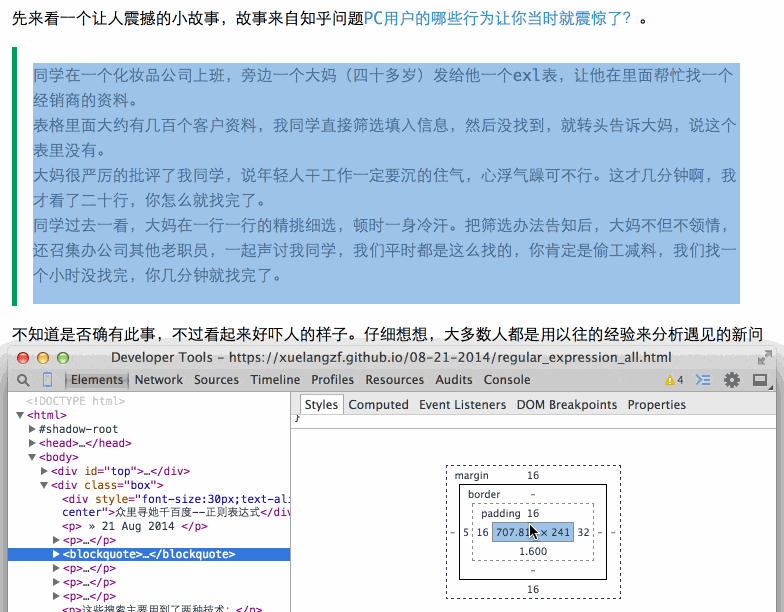 先来看一个让人震撼的小故事，故事来自知乎问题PC用户的哪些行为让你当时就震惊了？。
同学在一个化妆品公司上班，旁边一个大妈（四十多岁）发给他一个exl表，让他在里面帮忙找一个
经销商的资料。
表格里面大约有几百个客户资料，我同学直接筛选填入信息，然后没找到，就转头告诉大妈，说这个
表里没有。
大妈很严厉的批评了我同学，说年轻人干工作一定要沉的住气，心浮气躁可不行。这才几分钟啊，我
才看了二十行，你怎么就找完了。
同学过去一看，大妈在一行一行的精挑细选，顿时一身冷汗。把筛选办法告知后，大妈不但不领情，
还召集办公司其他老职员，一起声讨我同学，我们平时都是这么找的，你肯定是偷工减料，我们找一
个小时没找完，你几分钟就找完了。
不知道是否确有此事，不过看起来好吓人的样子。仔细想想，大多数人都是用以往的经验来分析遇见的新问
Developer Tools - https://xuelangzf.github.io/08-21-2014/regular_expression_all.html
Elements Network Sources Timeline Profiles Resources Audits Console 4
<!DOCTYPE html>
<html>
#shadow-root
<head>…</head>
<body>
<div id="top">…</div>
<div class="box">
<div style="font-size:30px;text-ali
center">众里寻她千百度--正则表达式</di
<p> » 21 Aug 2014 </p>
<p>…</p>
<blockquote>…</blockquote>
<p>…</p>
<p>…</p>
<p>…</p>
<p>这些搜索主要用到了两种技术：</p>
Styles Computed Event Listeners DOM Breakpoints Properties
}
margin 16
border -
padding 16
- 5 16 707.81 × 241 32 - -
1.600
-
16